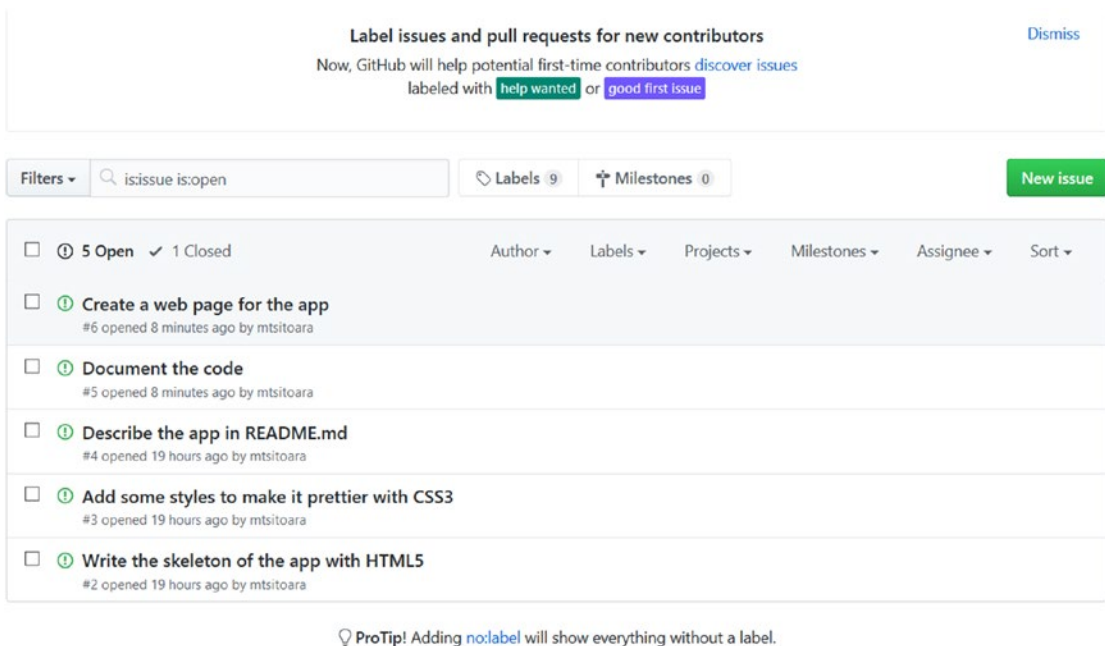 Label issues and pull requests for new contributors
Dismiss
Now, GitHub will help potential first-time contributors discover issues
labeled with help wanted or good first issue
Filters is:issue is:open Labels 9 Milestones 0 New issue
5 Open 1 Closed Author Labels Projects Milestones Assignee Sort
Create a web page for the app
#6 opened 8 minutes ago by mtsitoara
Document the code
#5 opened 8 minutes ago by mtsitoara
Describe the app in README.md
#4 opened 19 hours ago by mtsitoara
Add some styles to make it prettier with CSS3
#3 opened 19 hours ago by mtsitoara
Write the skeleton of the app with HTML5
#2 opened 19 hours ago by mtsitoara
ProTip! Adding no:label will show everything without a label.